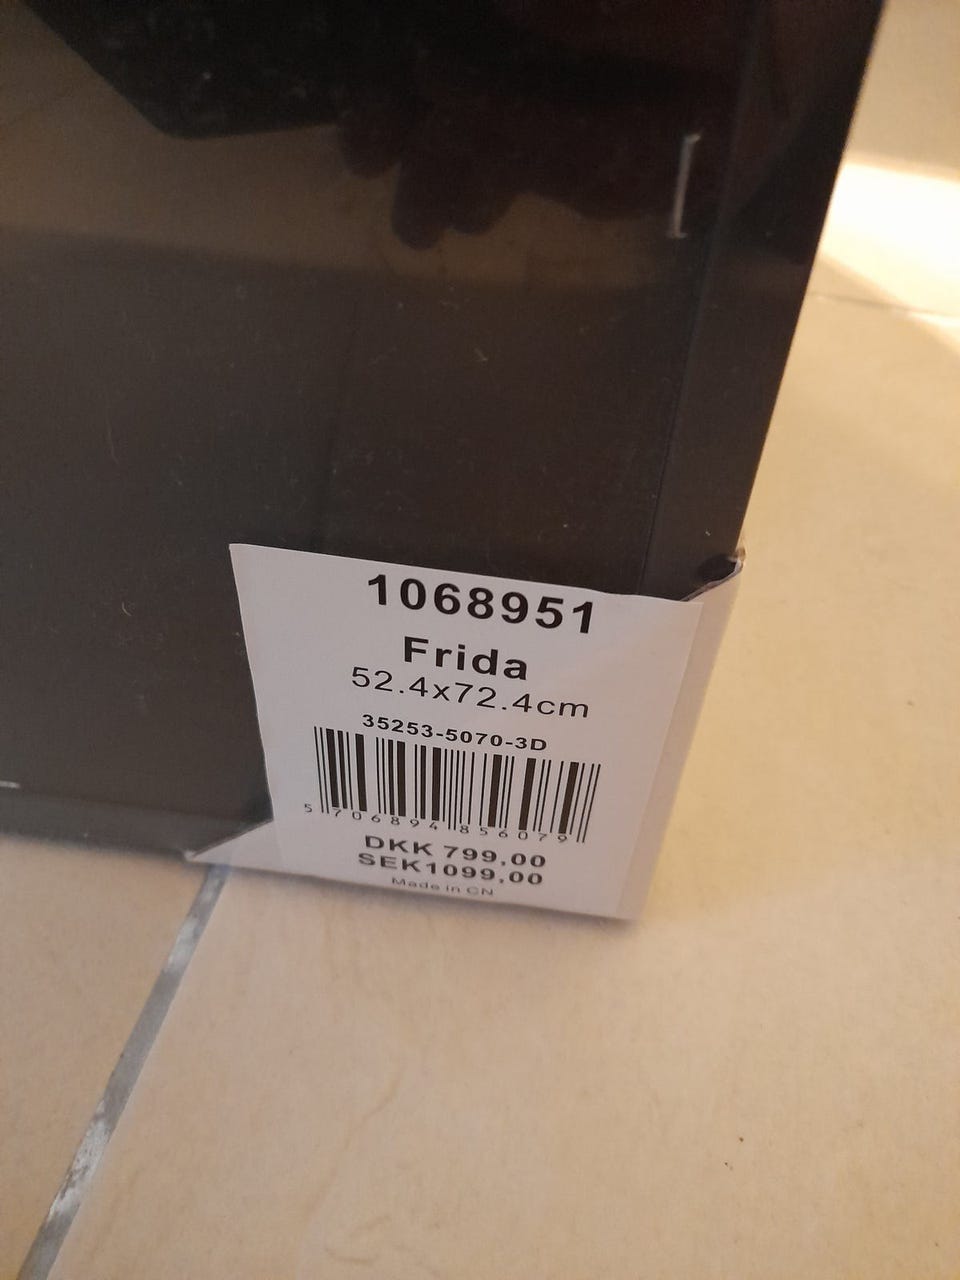 1068951
Frida
52.4x72.4cm
35253-5070-3D
5 706894 856079
DKK 799,00
SEK1099,00
Made in CN